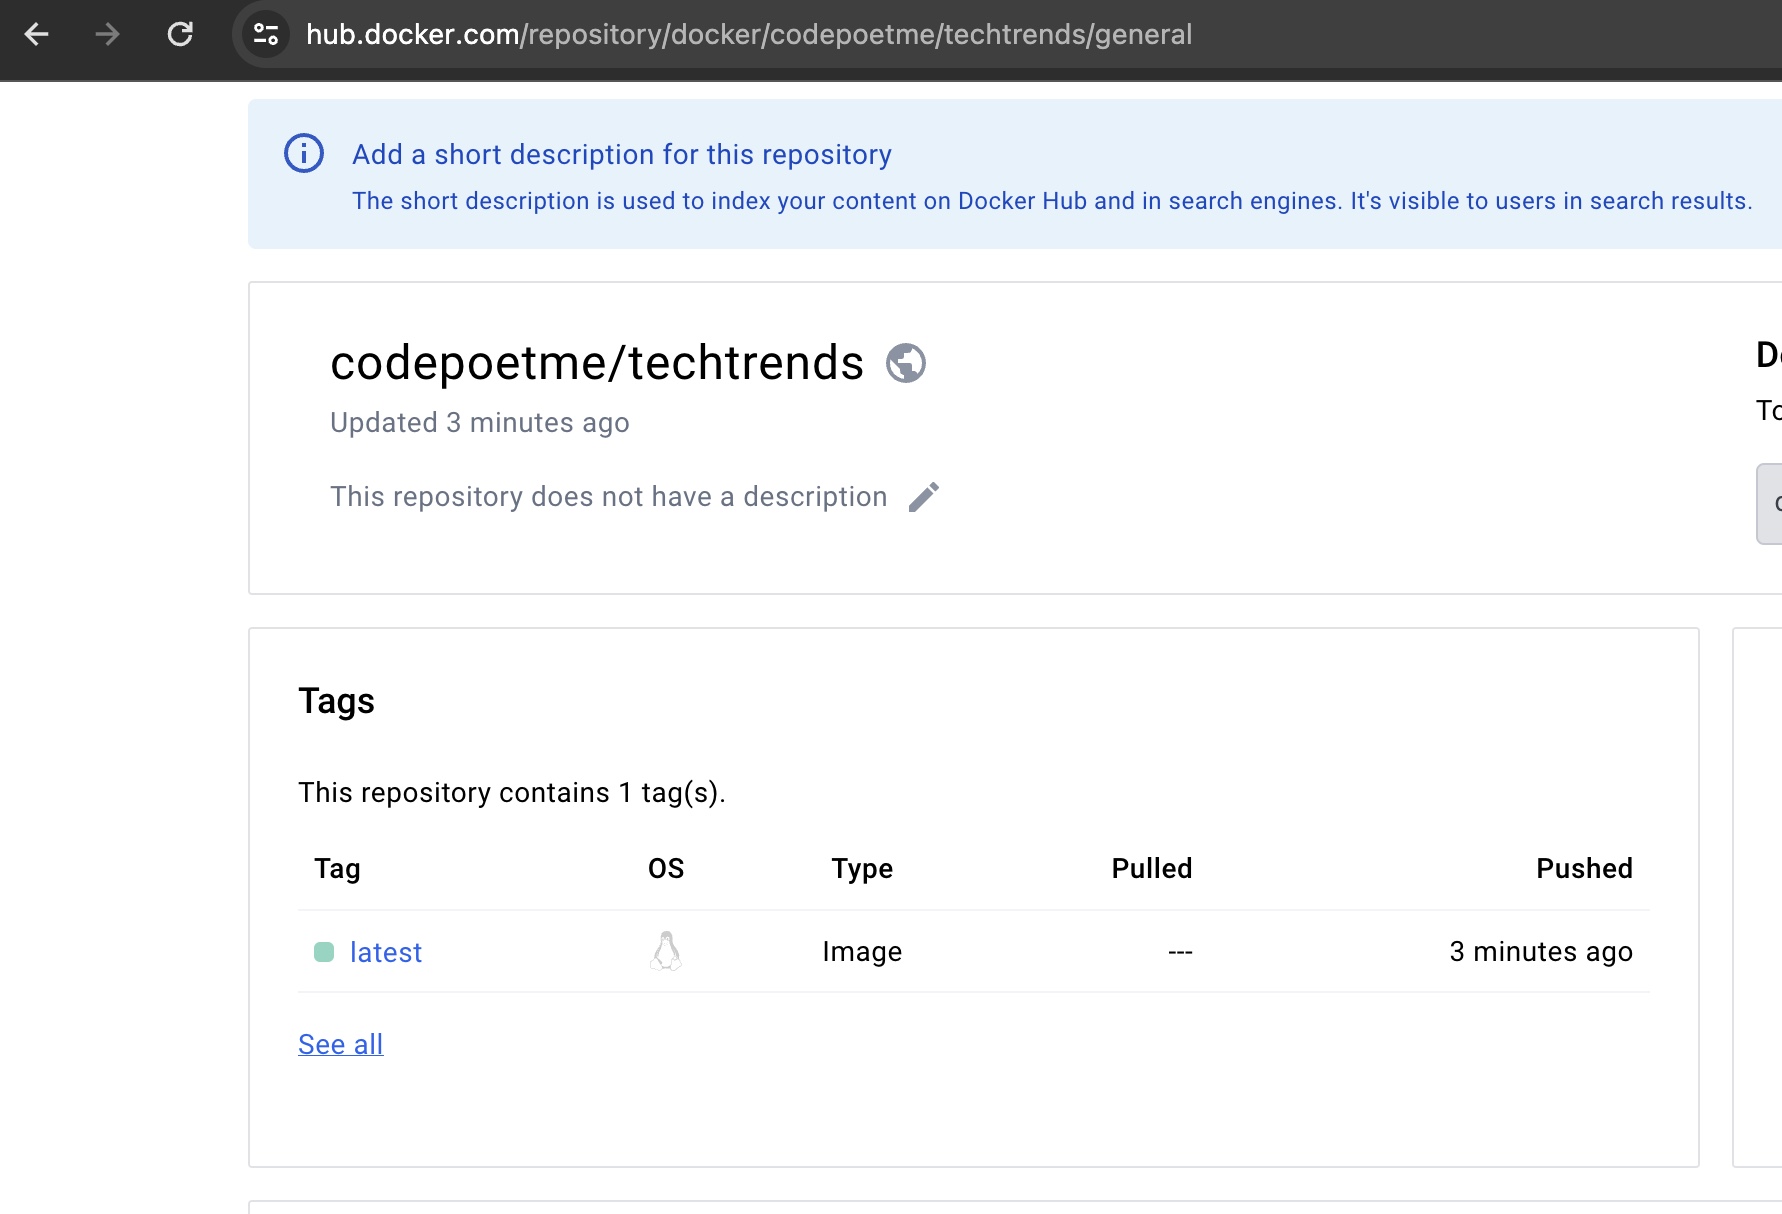 hub.docker.com/repository/docker/codepoetme/techtrends/general
Add a short description for this repository
The short description is used to index your content on Docker Hub and in search engines. It's visible to users in search results.
codepoetme/techtrends
Updated 3 minutes ago
This repository does not have a description
Tags
This repository contains 1 tag(s).
Tag OS Type Pulled Pushed
latest Image --- 3 minutes ago
See all